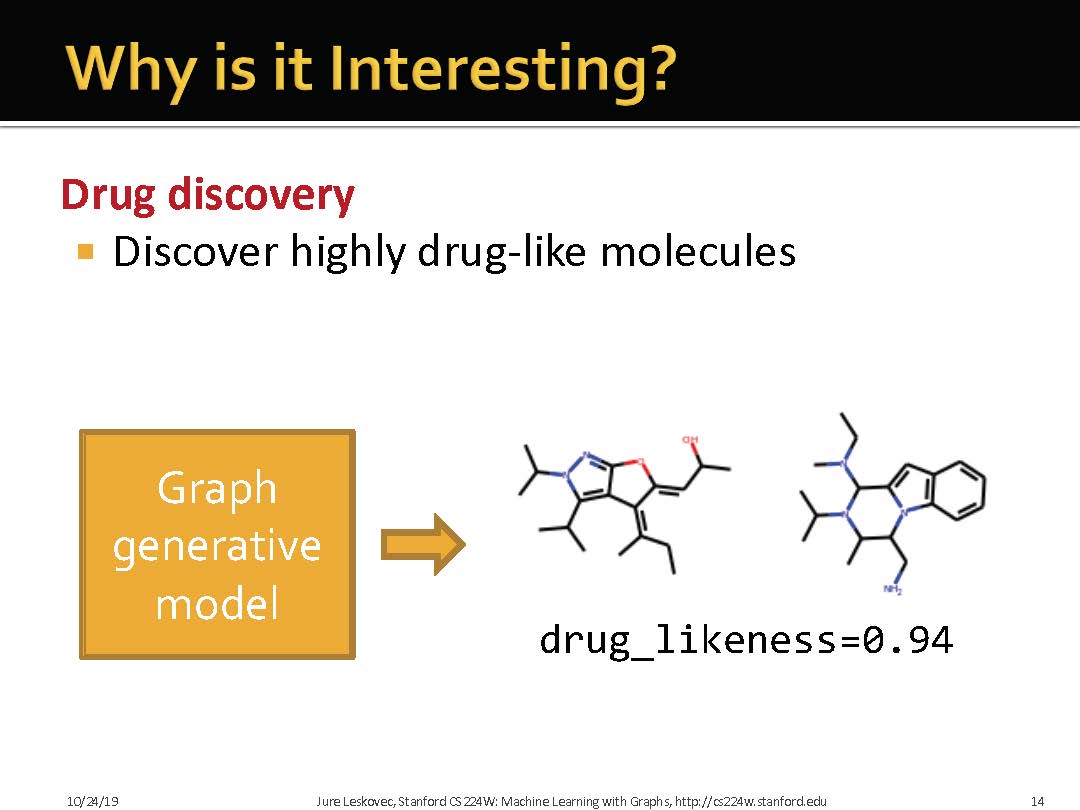 Why is it Interesting?
Drug discovery
Discover highly drug-like molecules
Graph
generative
model
N
N
O
OH
N
N
N
NH2
drug_likeness=0.94
10/24/19
Jure Leskovec, Stanford CS224W: Machine Learning with Graphs, http://cs224w.stanford.edu
14